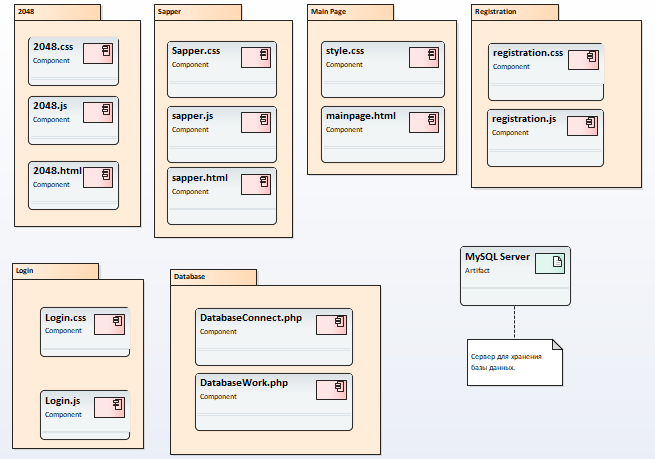 2048
2048.css
Component
2048.js
Component
2048.html
Component
Sapper
Sapper.css
Component
sapper.js
Component
sapper.html
Component
Main Page
style.css
Component
mainpage.html
Component
Registration
registration.css
Component
registration.js
Component
Login
Login.css
Component
Login.js
Component
Database
DatabaseConnect.php
Component
DatabaseWork.php
Component
MySQL Server
Artifact
Сервер для хранения
базы данных.